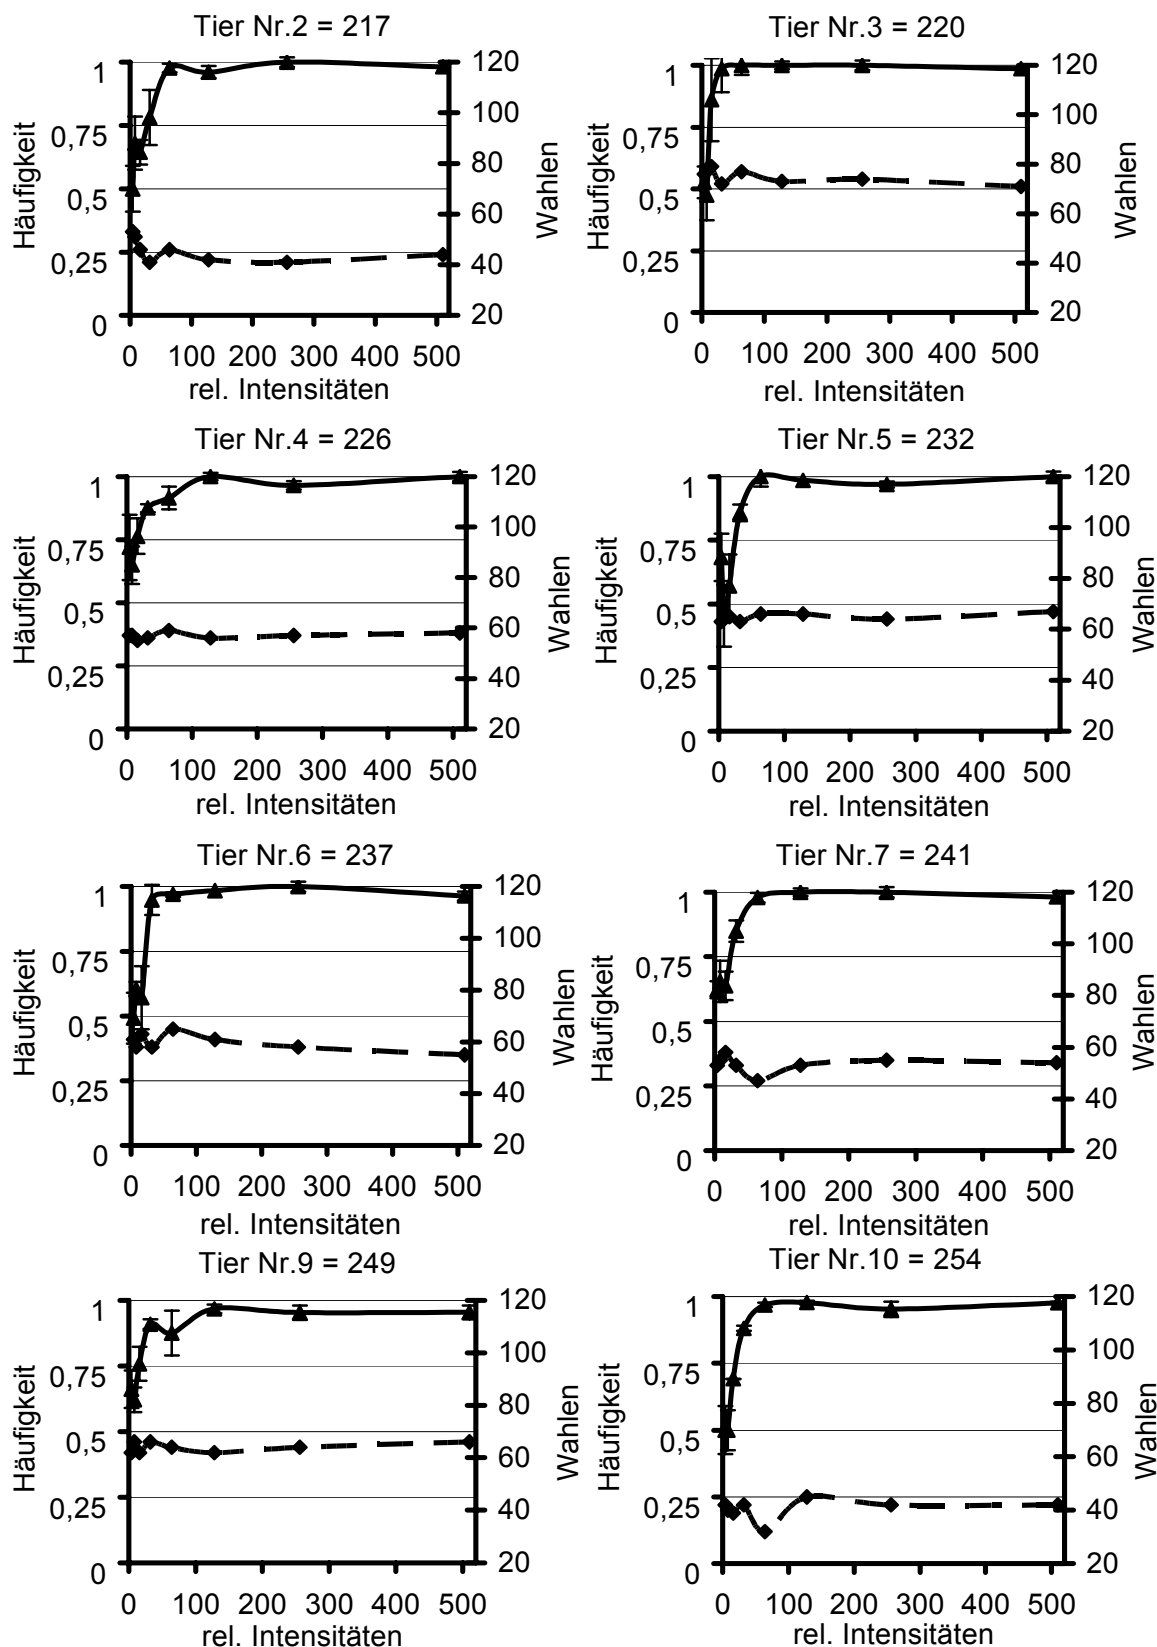 Tier Nr.2 = 217
Häufigkeit
1
0,75
0,5
0,25
0
120
100
80
60
40
20
Wahlen
0 100 200 300 400 500
rel. Intensitäten
Tier Nr.3 = 220
Häufigkeit
1
0,75
0,5
0,25
0
120
100
80
60
40
20
Wahlen
0 100 200 300 400 500
rel. Intensitäten
Tier Nr.4 = 226
Häufigkeit
1
0,75
0,5
0,25
0
120
100
80
60
40
20
Wahlen
0 100 200 300 400 500
rel. Intensitäten
Tier Nr.5 = 232
Häufigkeit
1
0,75
0,5
0,25
0
120
100
80
60
40
20
Wahlen
0 100 200 300 400 500
rel. Intensitäten
Tier Nr.6 = 237
Häufigkeit
1
0,75
0,5
0,25
0
120
100
80
60
40
20
Wahlen
0 100 200 300 400 500
rel. Intensitäten
Tier Nr.7 = 241
Häufigkeit
1
0,75
0,5
0,25
0
120
100
80
60
40
20
Wahlen
0 100 200 300 400 500
rel. Intensitäten
Tier Nr.9 = 249
Häufigkeit
1
0,75
0,5
0,25
0
120
100
80
60
40
20
Wahlen
0 100 200 300 400 500
rel. Intensitäten
Tier Nr.10 = 254
Häufigkeit
1
0,75
0,5
0,25
0
120
100
80
60
40
20
Wahlen
0 100 200 300 400 500
rel. Intensitäten